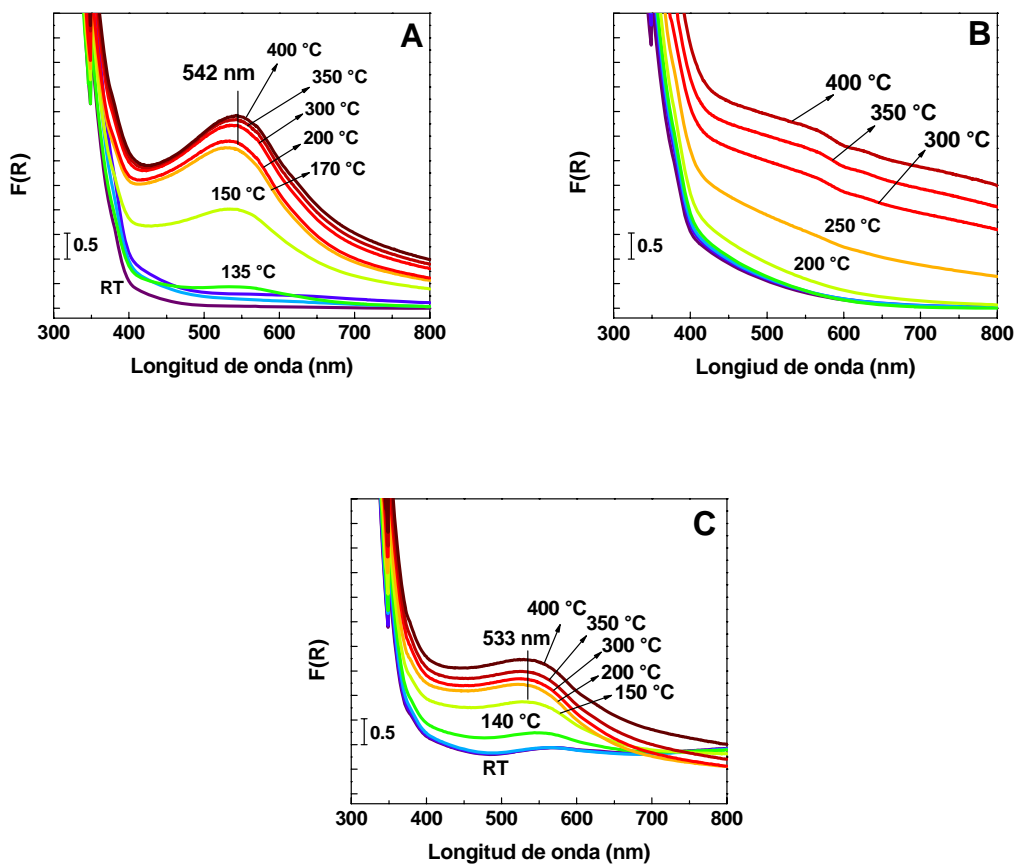 A
400 °C
542 nm
350 °C
300 °C
200 °C
170 °C
150 °C
135 °C
RT
0.5
F(R)
300 400 500 600 700 800
Longitud de onda (nm)
B
400 °C
350 °C
300 °C
250 °C
200 °C
0.5
F(R)
300 400 500 600 700 800
Longiud de onda (nm)
C
400 °C
533 nm
350 °C
300 °C
200 °C
150 °C
140 °C
RT
0.5
F(R)
300 400 500 600 700 800
Longitud de onda (nm)